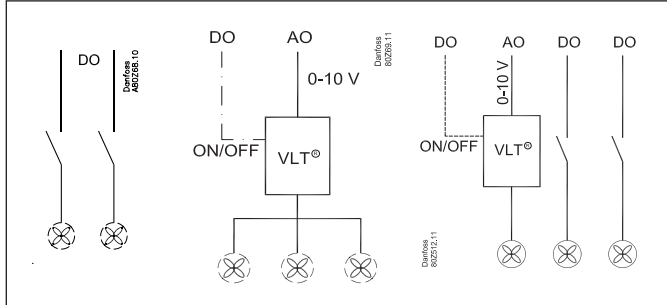 DO
Danfoss
A80Z68.10
DO
AO
Danfoss
80Z69.11
0-10 V
ON/OFF
VLT®
DO
AO
DO
DO
0-10 V
ON/OFF
VLT®
Danfoss
80Z512.11